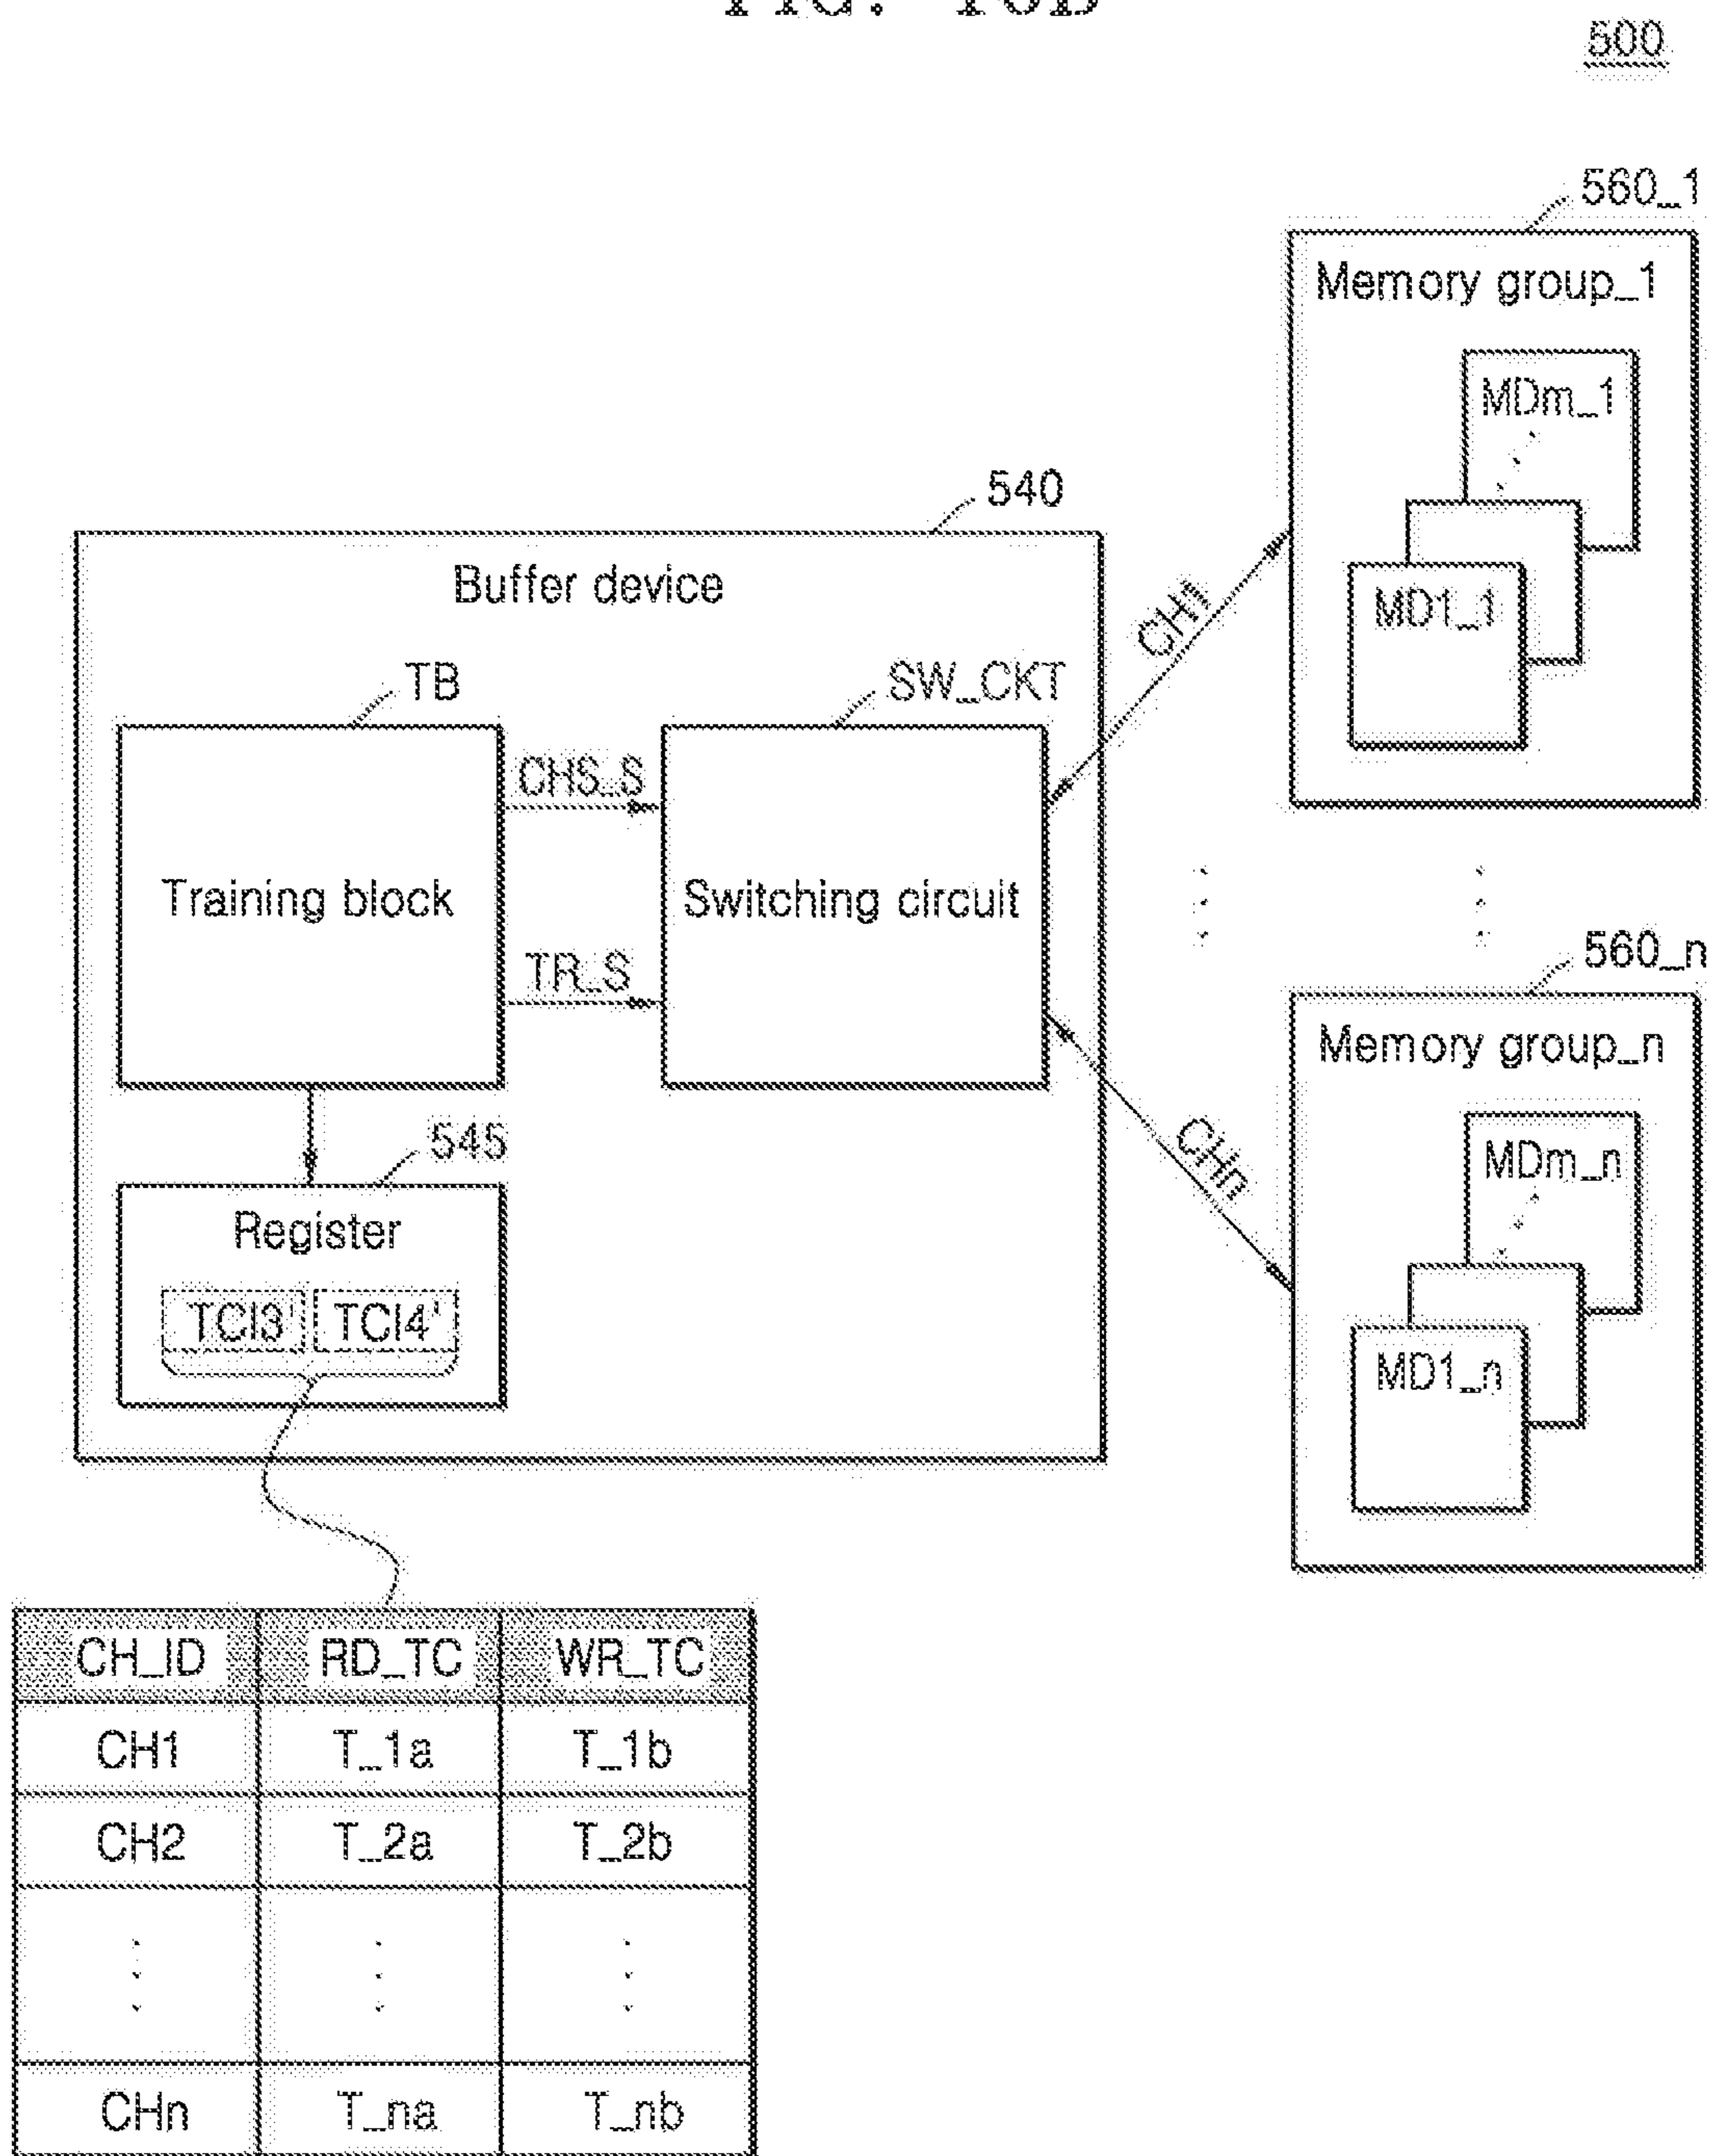 500
560_1
Memory group_1
MDm_1
MD1_1
540
Buffer device
TB
SW_CKT
CHS_S
TR_S
Training block
Switching circuit
CH1
CHn
560_n
Memory group_n
MDm_n
MD1_n
545
Register
TCI3' TCI4'
CH_ID RD_TC WR_TC
CH1 T_1a T_1b
CH2 T_2a T_2b
CHn T_na T_nb